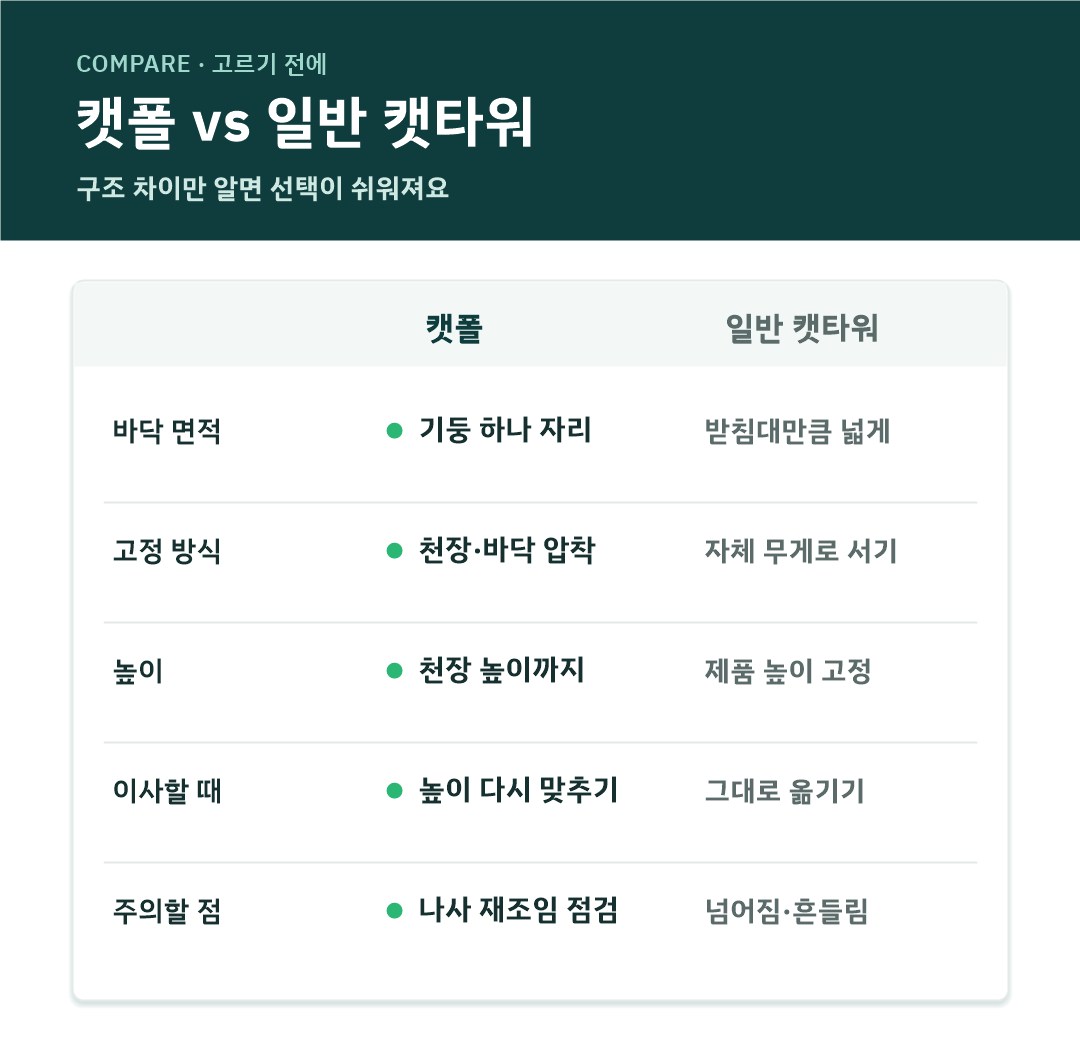 COMPARE · 고르기 전에
캣폴 vs 일반 캣타워
구조 차이만 알면 선택이 쉬워져요
캣폴 일반 캣타워
바닥 면적 기둥 하나 자리 받침대만큼 넓게
고정 방식 천장·바닥 압착 자체 무게로 서기
높이 천장 높이까지 제품 높이 고정
이사할 때 높이 다시 맞추기 그대로 옮기기
주의할 점 나사 재조임 점검 넘어짐·흔들림